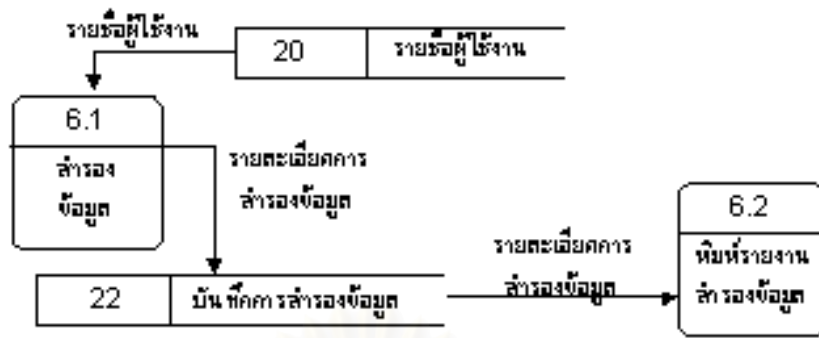 รายชื่อผู้ใช้งาน
20
รายชื่อผู้ใช้งาน
6.1
สำรอง
ข้อมูล
รายละเอียดการ
สำรองข้อมูล
22
บันทึกการสำรองข้อมูล
รายละเอียดการ
สำรองข้อมูล
6.2
พิมพ์รายงาน
สำรองข้อมูล